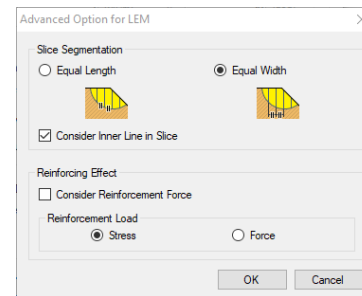 Advanced Option for LEM
Slice Segmentation
Equal Length
Equal Width
Consider Inner Line in Slice
Reinforcing Effect
Consider Reinforcement Force
Reinforcement Load
Stress
Force
OK
Cancel